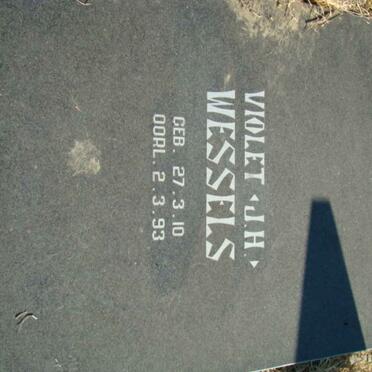 VIOLET J.H.
WESSELS
GEB. 27.3.10
OORL. 2.3.93